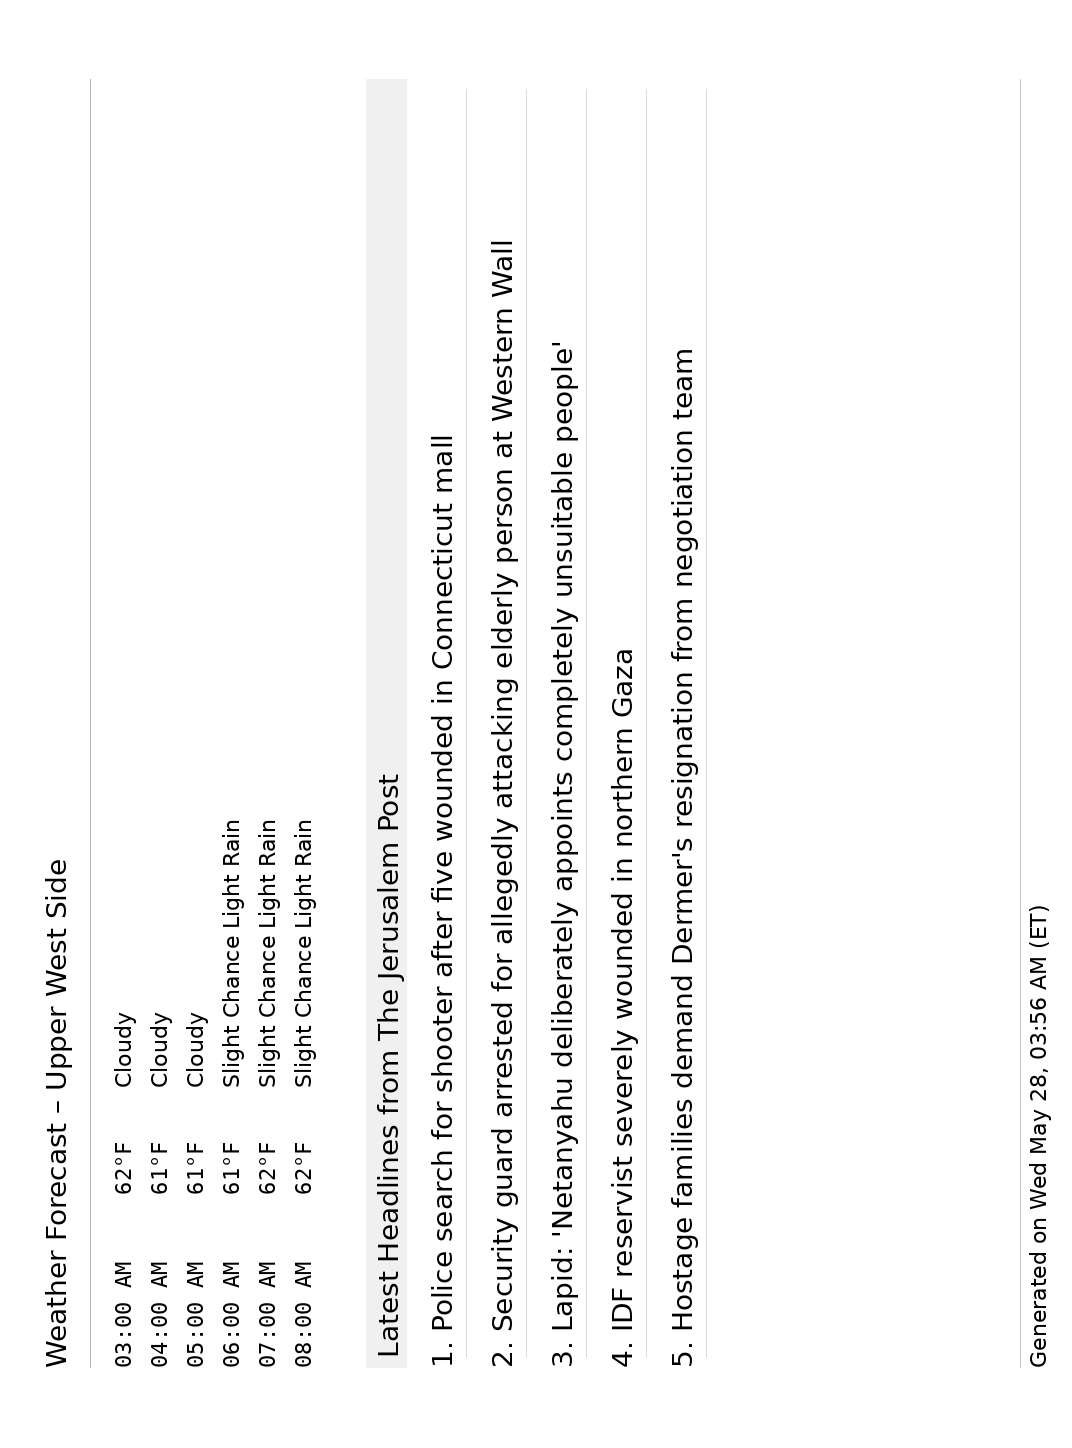 Weather Forecast – Upper West Side
03:00 AM 62°F Cloudy
04:00 AM 61°F Cloudy
05:00 AM 61°F Cloudy
06:00 AM 61°F Slight Chance Light Rain
07:00 AM 62°F Slight Chance Light Rain
08:00 AM 62°F Slight Chance Light Rain
Latest Headlines from The Jerusalem Post
1. Police search for shooter after five wounded in Connecticut mall
2. Security guard arrested for allegedly attacking elderly person at Western Wall
3. Lapid: 'Netanyahu deliberately appoints completely unsuitable people'
4. IDF reservist severely wounded in northern Gaza
5. Hostage families demand Dermer's resignation from negotiation team
Generated on Wed May 28, 03:56 AM (ET)